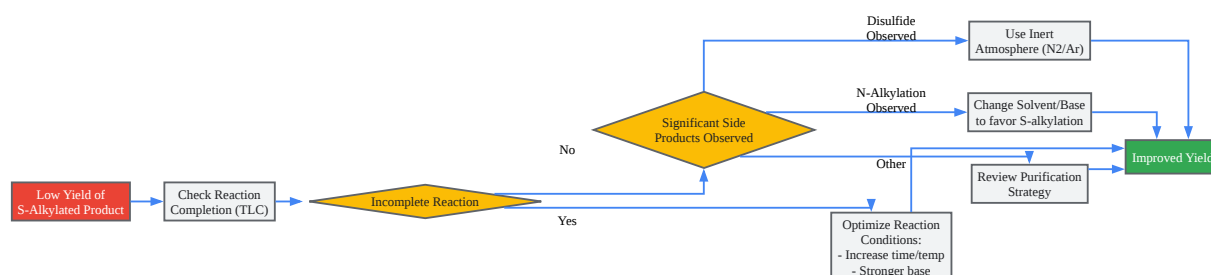 Low Yield of
S-Alkylated Product
Check Reaction
Completion (TLC)
Incomplete Reaction
No
Yes
Significant Side
Products Observed
Disulfide
Observed
N-Alkylation
Observed
Other
Use Inert
Atmosphere (N2/Ar)
Change Solvent/Base
to favor S-alkylation
Review Purification
Strategy
Optimize Reaction
Conditions:
- Increase time/temp
- Stronger base
Improved Yield